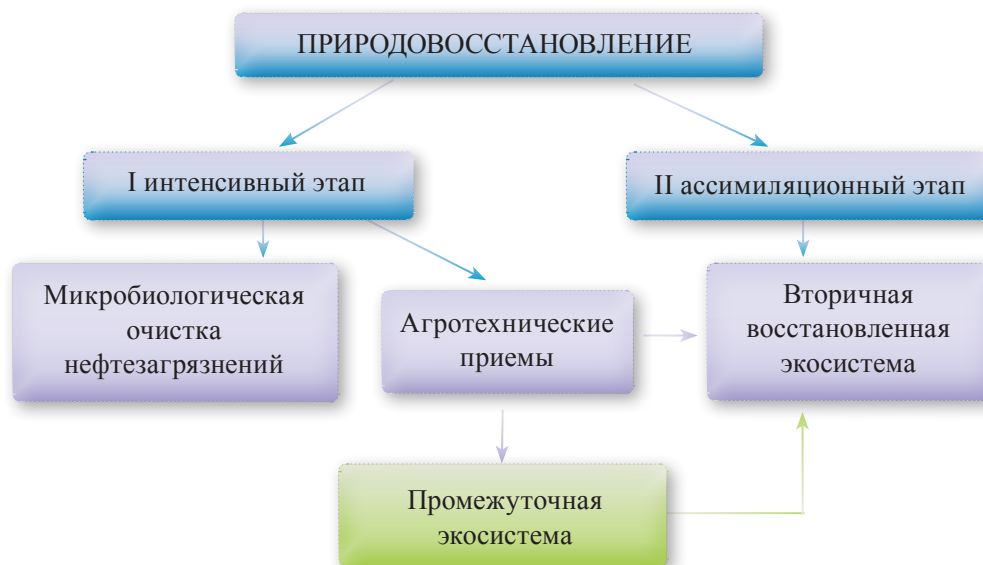 ПРИРОДОВОССТАНОВЛЕНИЕ
I интенсивный этап
II ассимиляционный этап
Микробиологическая
очистка
нефтезагрязнений
Агротехнические
приемы
Вторичная
восстановленная
экосистема
Промежуточная
экосистема